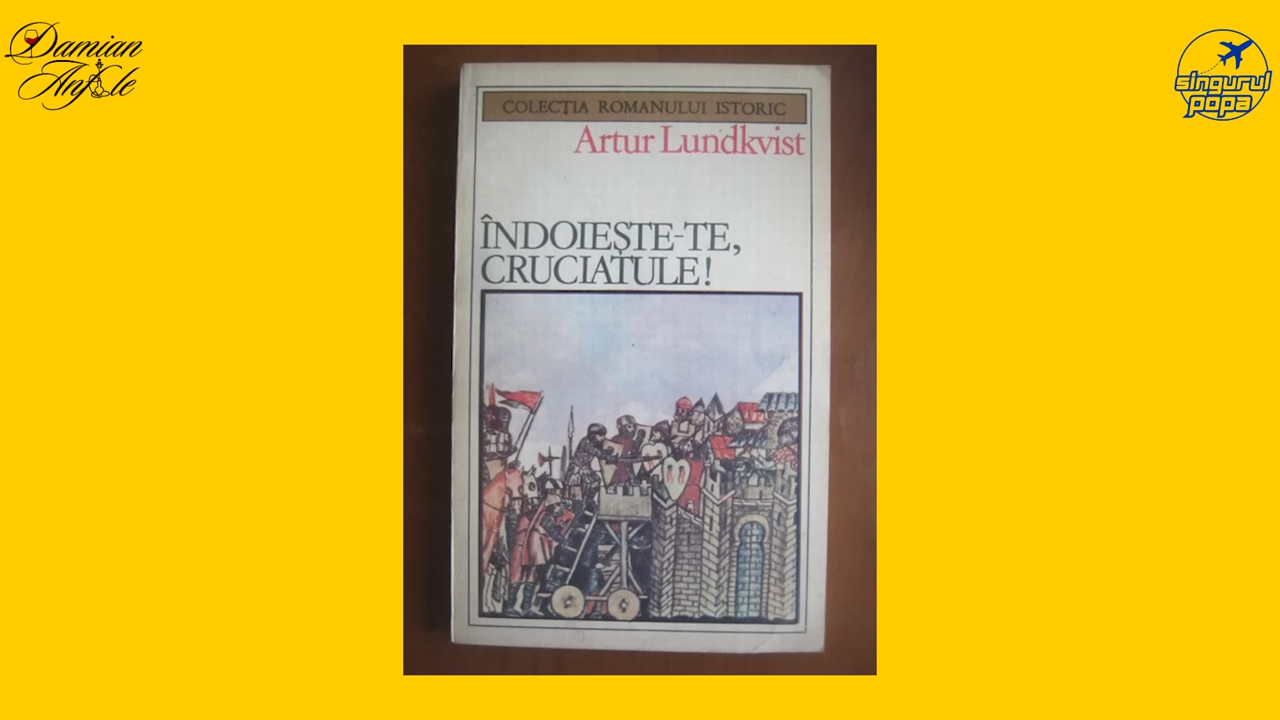 Damian
Anfile
singurul
popa
COLECȚIA ROMANULUI ISTORIC
Artur Lundkvist
ÎNDOIEȘTE-TE,
CRUCIATULE!